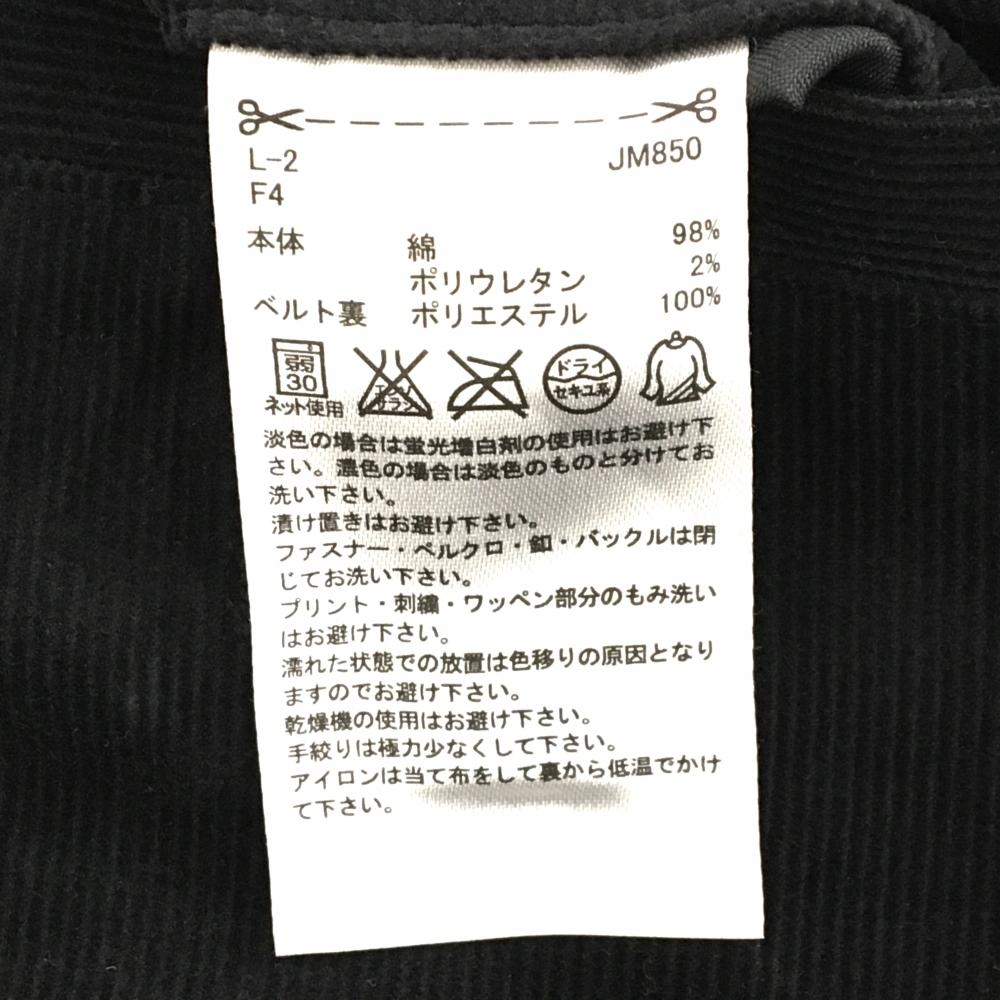 L-2 JM850
F4
本体 綿 98%
ポリウレタン 2%
ベルト裏 ポリエステル 100%
弱
30
ネット使用
エンソ
サラシ
ドライ
セキユ系
淡色の場合は蛍光増白剤の使用はお避け下
さい。濃色の場合は淡色のものと分けてお
洗い下さい。
漬け置きはお避け下さい。
ファスナー・ベルクロ・釦・バックルは閉
じてお洗い下さい。
プリント・刺繍・ワッペン部分のもみ洗い
はお避け下さい。
濡れた状態での放置は色移りの原因となり
ますのでお避け下さい。
乾燥機の使用はお避け下さい。
手絞りは極力少なくして下さい。
アイロンは当て布をして裏から低温でかけ
て下さい。